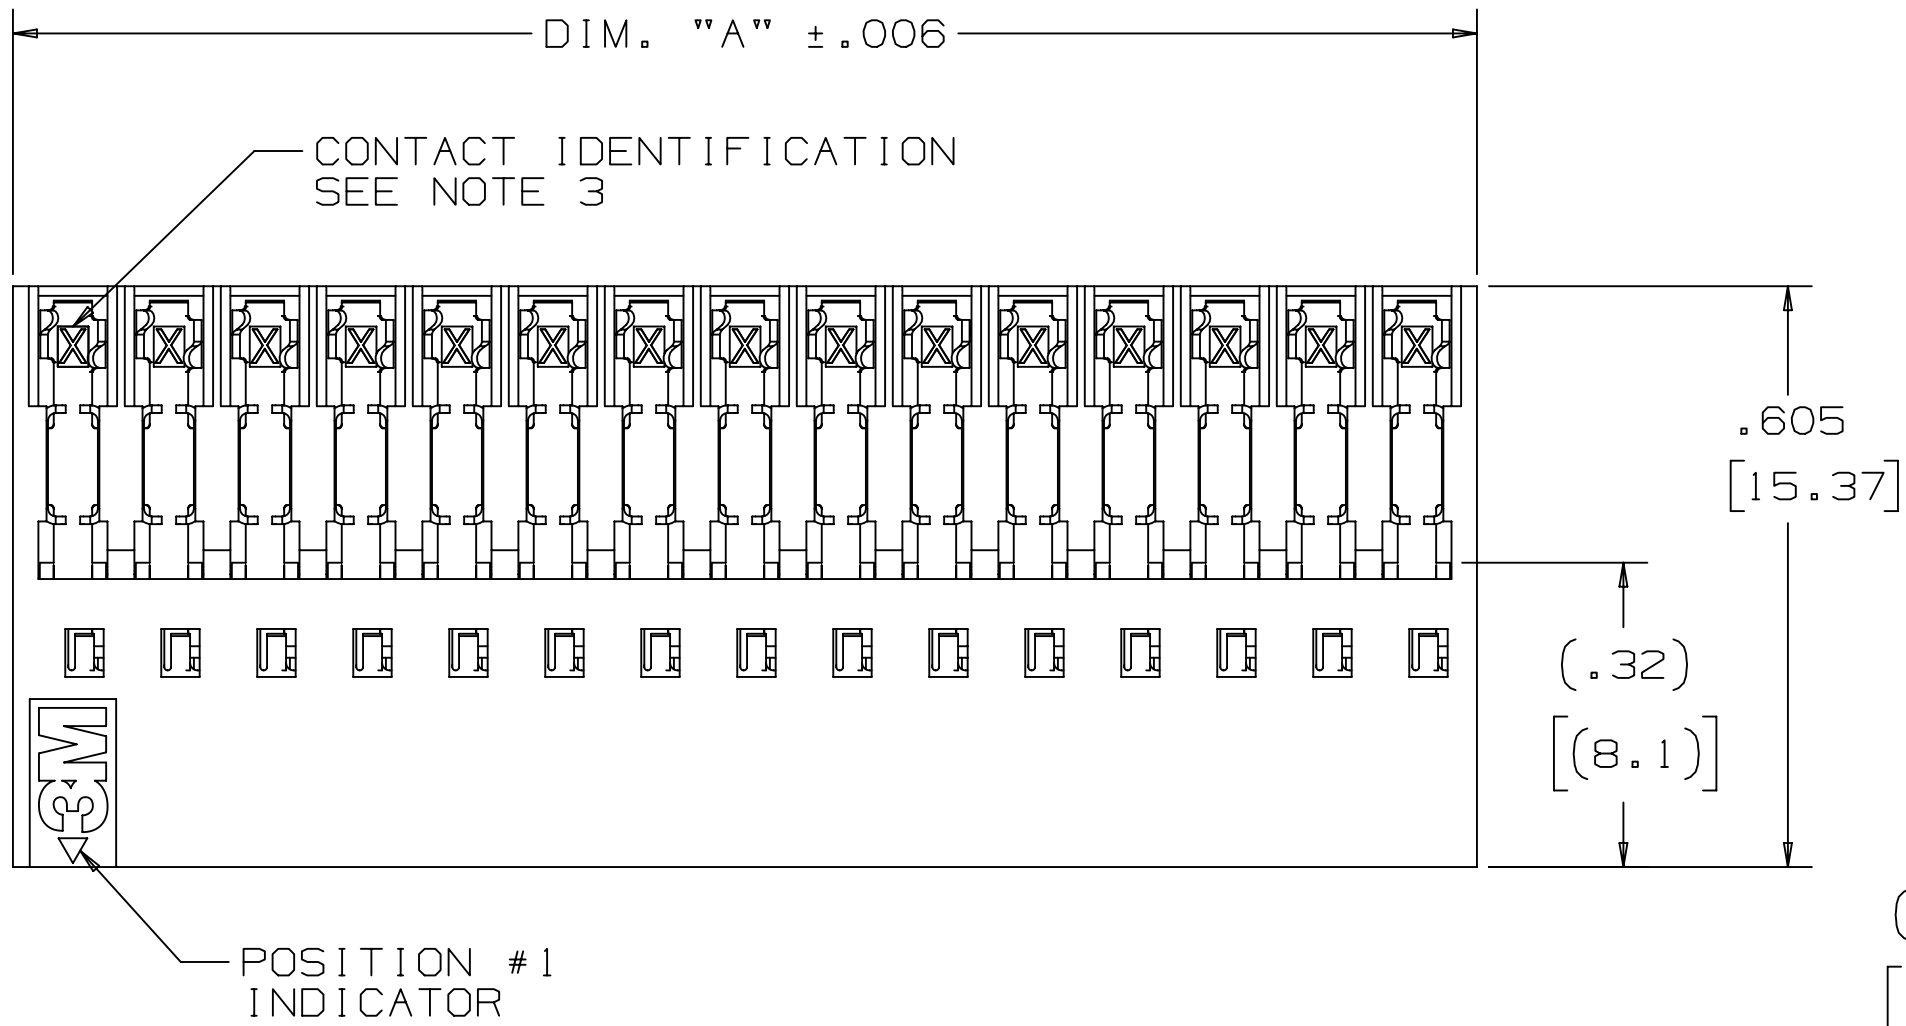 DIM. "A" ±.006
CONTACT IDENTIFICATION
SEE NOTE 3
X X X X X X X X X X X X X X X
.605
[15.37]
(.32)
[(8.1)]
3M
POSITION #1
INDICATOR